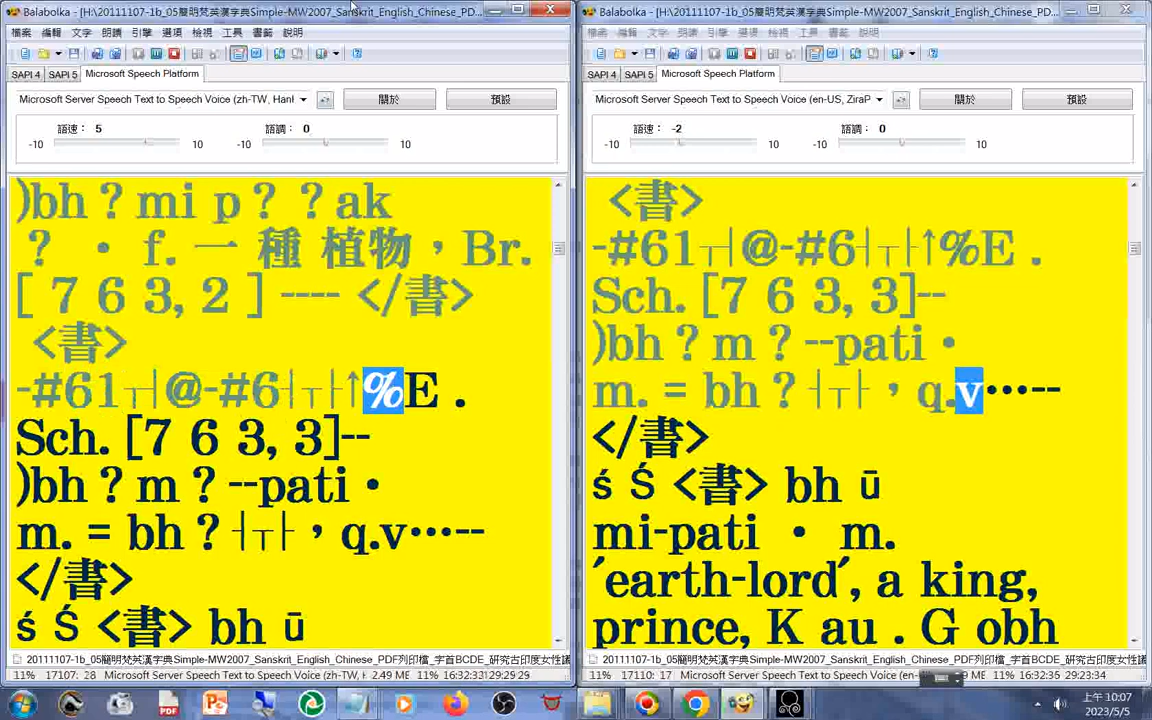 Balabolka - [H:\20111107-1b_05簡明梵英漢字典Simple-MW2007_Sanskrit_English_Chinese_PD...
檔案 編輯 文字 朗讀 引擎 選項 檢視 工具 書籤 說明
SAPI 4 SAPI 5 Microsoft Speech Platform
Microsoft Server Speech Text to Speech Voice (zh-TW, Hanl
關於
預設
語速： 5 語調： 0
-10 10 -10 10
)bh ? mi p ? ? ak
? • f. 一 種 植物，Br.
[ 7 6 3, 2 ] ---- </書>
<書>
-#61┬┤@-#6┤┬├↑%E .
Sch. [7 6 3, 3]--
)bh ? m ? --pati •
m. = bh ? ┤┬├，q.v…--
</書>
ś Ś <書> bh ū
20111107-1b_05簡明梵英漢字典Simple-MW2007_Sanskrit_English_Chinese_PDF列印檔_字首BCDE_研究古印度女性議
11% 17107: 28 Microsoft Server Speech Text to Speech Voice (zh-TW, H 2.49 ME 11% 16:32:33\29:29:29
Balabolka - [H:\20111107-1b_05簡明梵英漢字典Simple-MW2007_Sanskrit_English_Chinese_PD...
檔案 編輯 文字 朗讀 引擎 選項 檢視 工具 書籤 說明
SAPI 4 SAPI 5 Microsoft Speech Platform
Microsoft Server Speech Text to Speech Voice (en-US, ZiraP
關於
預設
語速： -2 語調： 0
-10 10 -10 10
<書>
-#61┬┤@-#6┤┬├↑%E .
Sch. [7 6 3, 3]--
)bh ? m ? --pati •
m. = bh ? ┤┬├，q.v…--
</書>
ś Ś <書> bh ū
mi-pati • m.
´earth-lord´, a king,
prince, K au . G obh
20111107-1b_05簡明梵英漢字典Simple-MW2007_Sanskrit_English_Chinese_PDF列印檔_字首BCDE_研究古印度女性議
11% 17110: 17 Microsoft Server Speech Text to Speech Voice (en-US, 11% 16:32:35 29:23:34
上午 10:07
2023/5/5